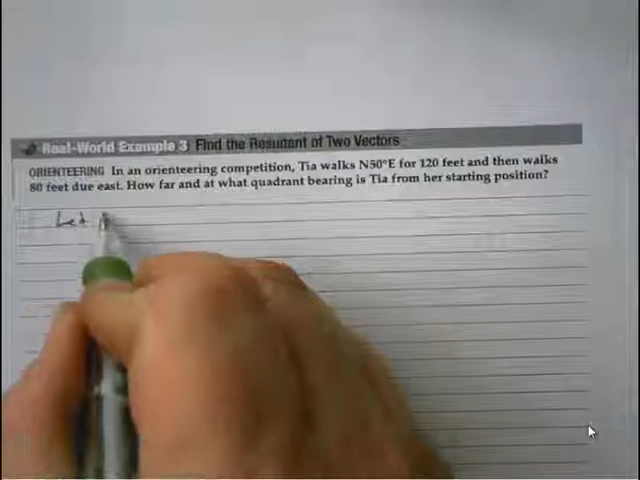 Real-World Example 3 Find the Resultant of Two Vectors
ORIENTEERING In an orienteering competition, Tia walks N50°E for 120 feet and then walks
80 feet due east. How far and at what quadrant bearing is Tia from her starting position?
Let